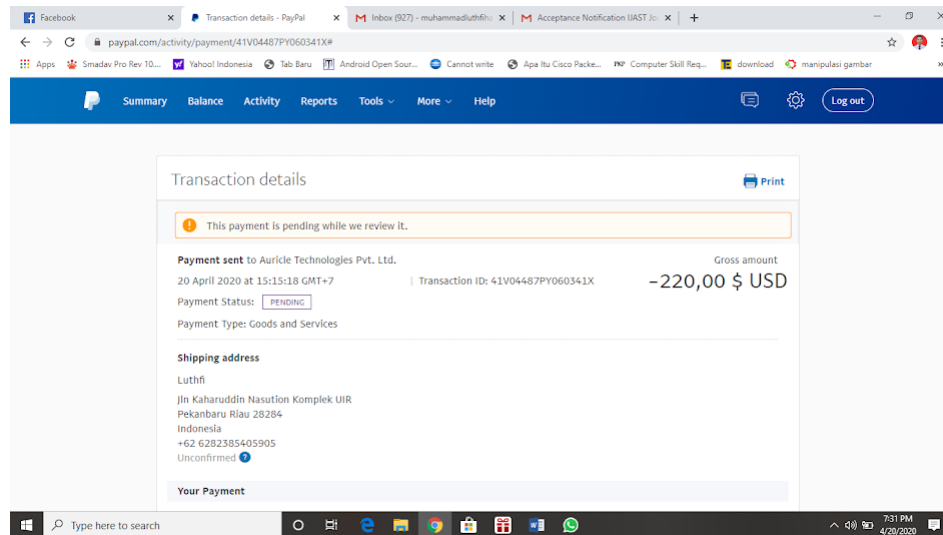 Facebook
Transaction details - PayPal
Inbox (927) - muhammadluthfiha
Acceptance Notification IJAST Jo
paypal.com/activity/payment/41V04487PY060341X#
Apps
Smadav Pro Rev 10....
Yahoo! Indonesia
Tab Baru
Android Open Sour...
Cannot write
Apa Itu Cisco Packe...
PKP Computer Skill Req...
download
manipulasi gambar
Summary
Balance
Activity
Reports
Tools
More
Help
Log out
Transaction details
Print
This payment is pending while we review it.
Payment sent to Auricle Technologies Pvt. Ltd.
Gross amount
20 April 2020 at 15:15:18 GMT+7 | Transaction ID: 41V04487PY060341X
-220,00 $ USD
Payment Status: PENDING
Payment Type: Goods and Services
Shipping address
Luthfi
Jln Kaharuddin Nasution Komplek UIR
Pekanbaru Riau 28284
Indonesia
+62 6282385405905
Unconfirmed ?
Your Payment
Type here to search
7:31 PM
4/20/2020